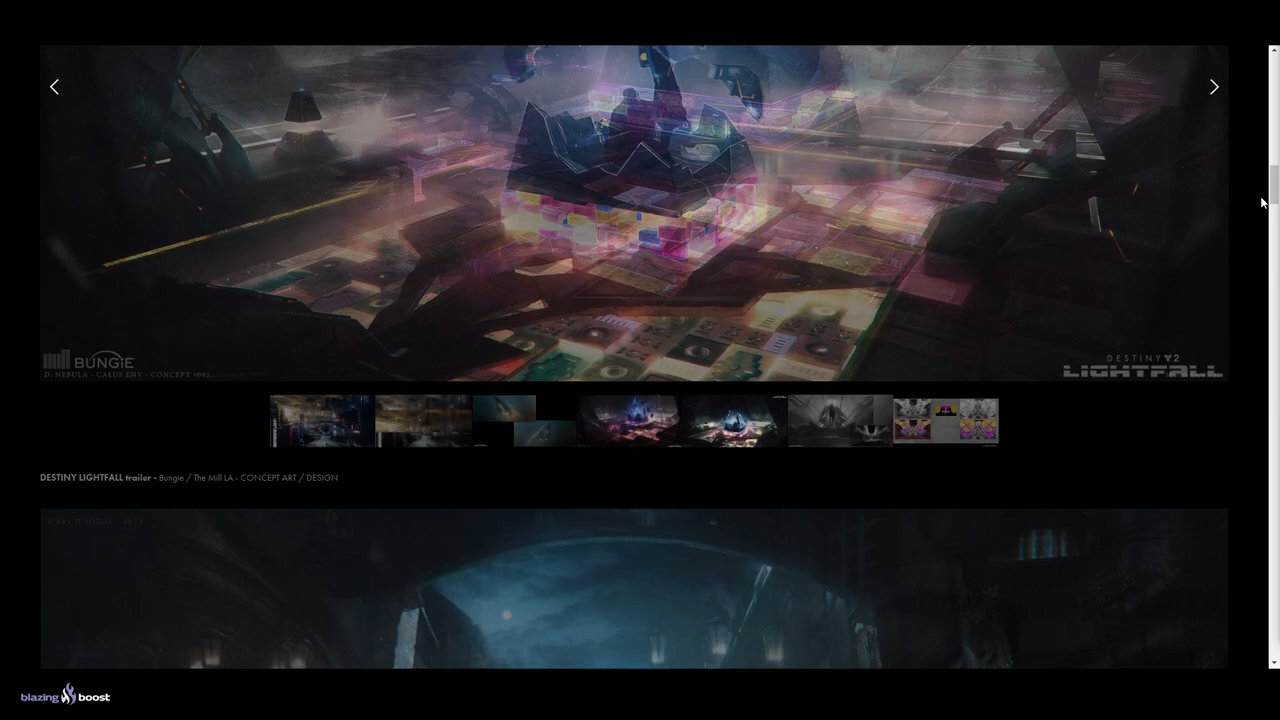 BUNGiE
D. NEBULA - CALUS ENV - CONCEPT v002
DESTINY 2
LIGHTFALL
DESTINY LIGHTFALL trailer - Bungie / The Mill LA - CONCEPT ART / DESIGN
blazing boost